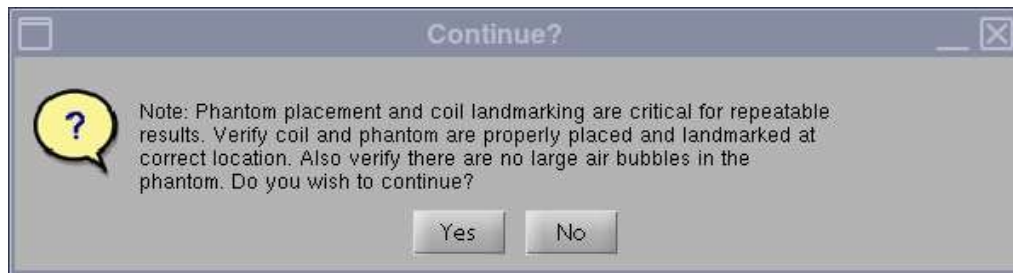 Continue?
?
Note: Phantom placement and coil landmarking are critical for repeatable
results. Verify coil and phantom are properly placed and landmarked at
correct location. Also verify there are no large air bubbles in the
phantom. Do you wish to continue?
Yes No